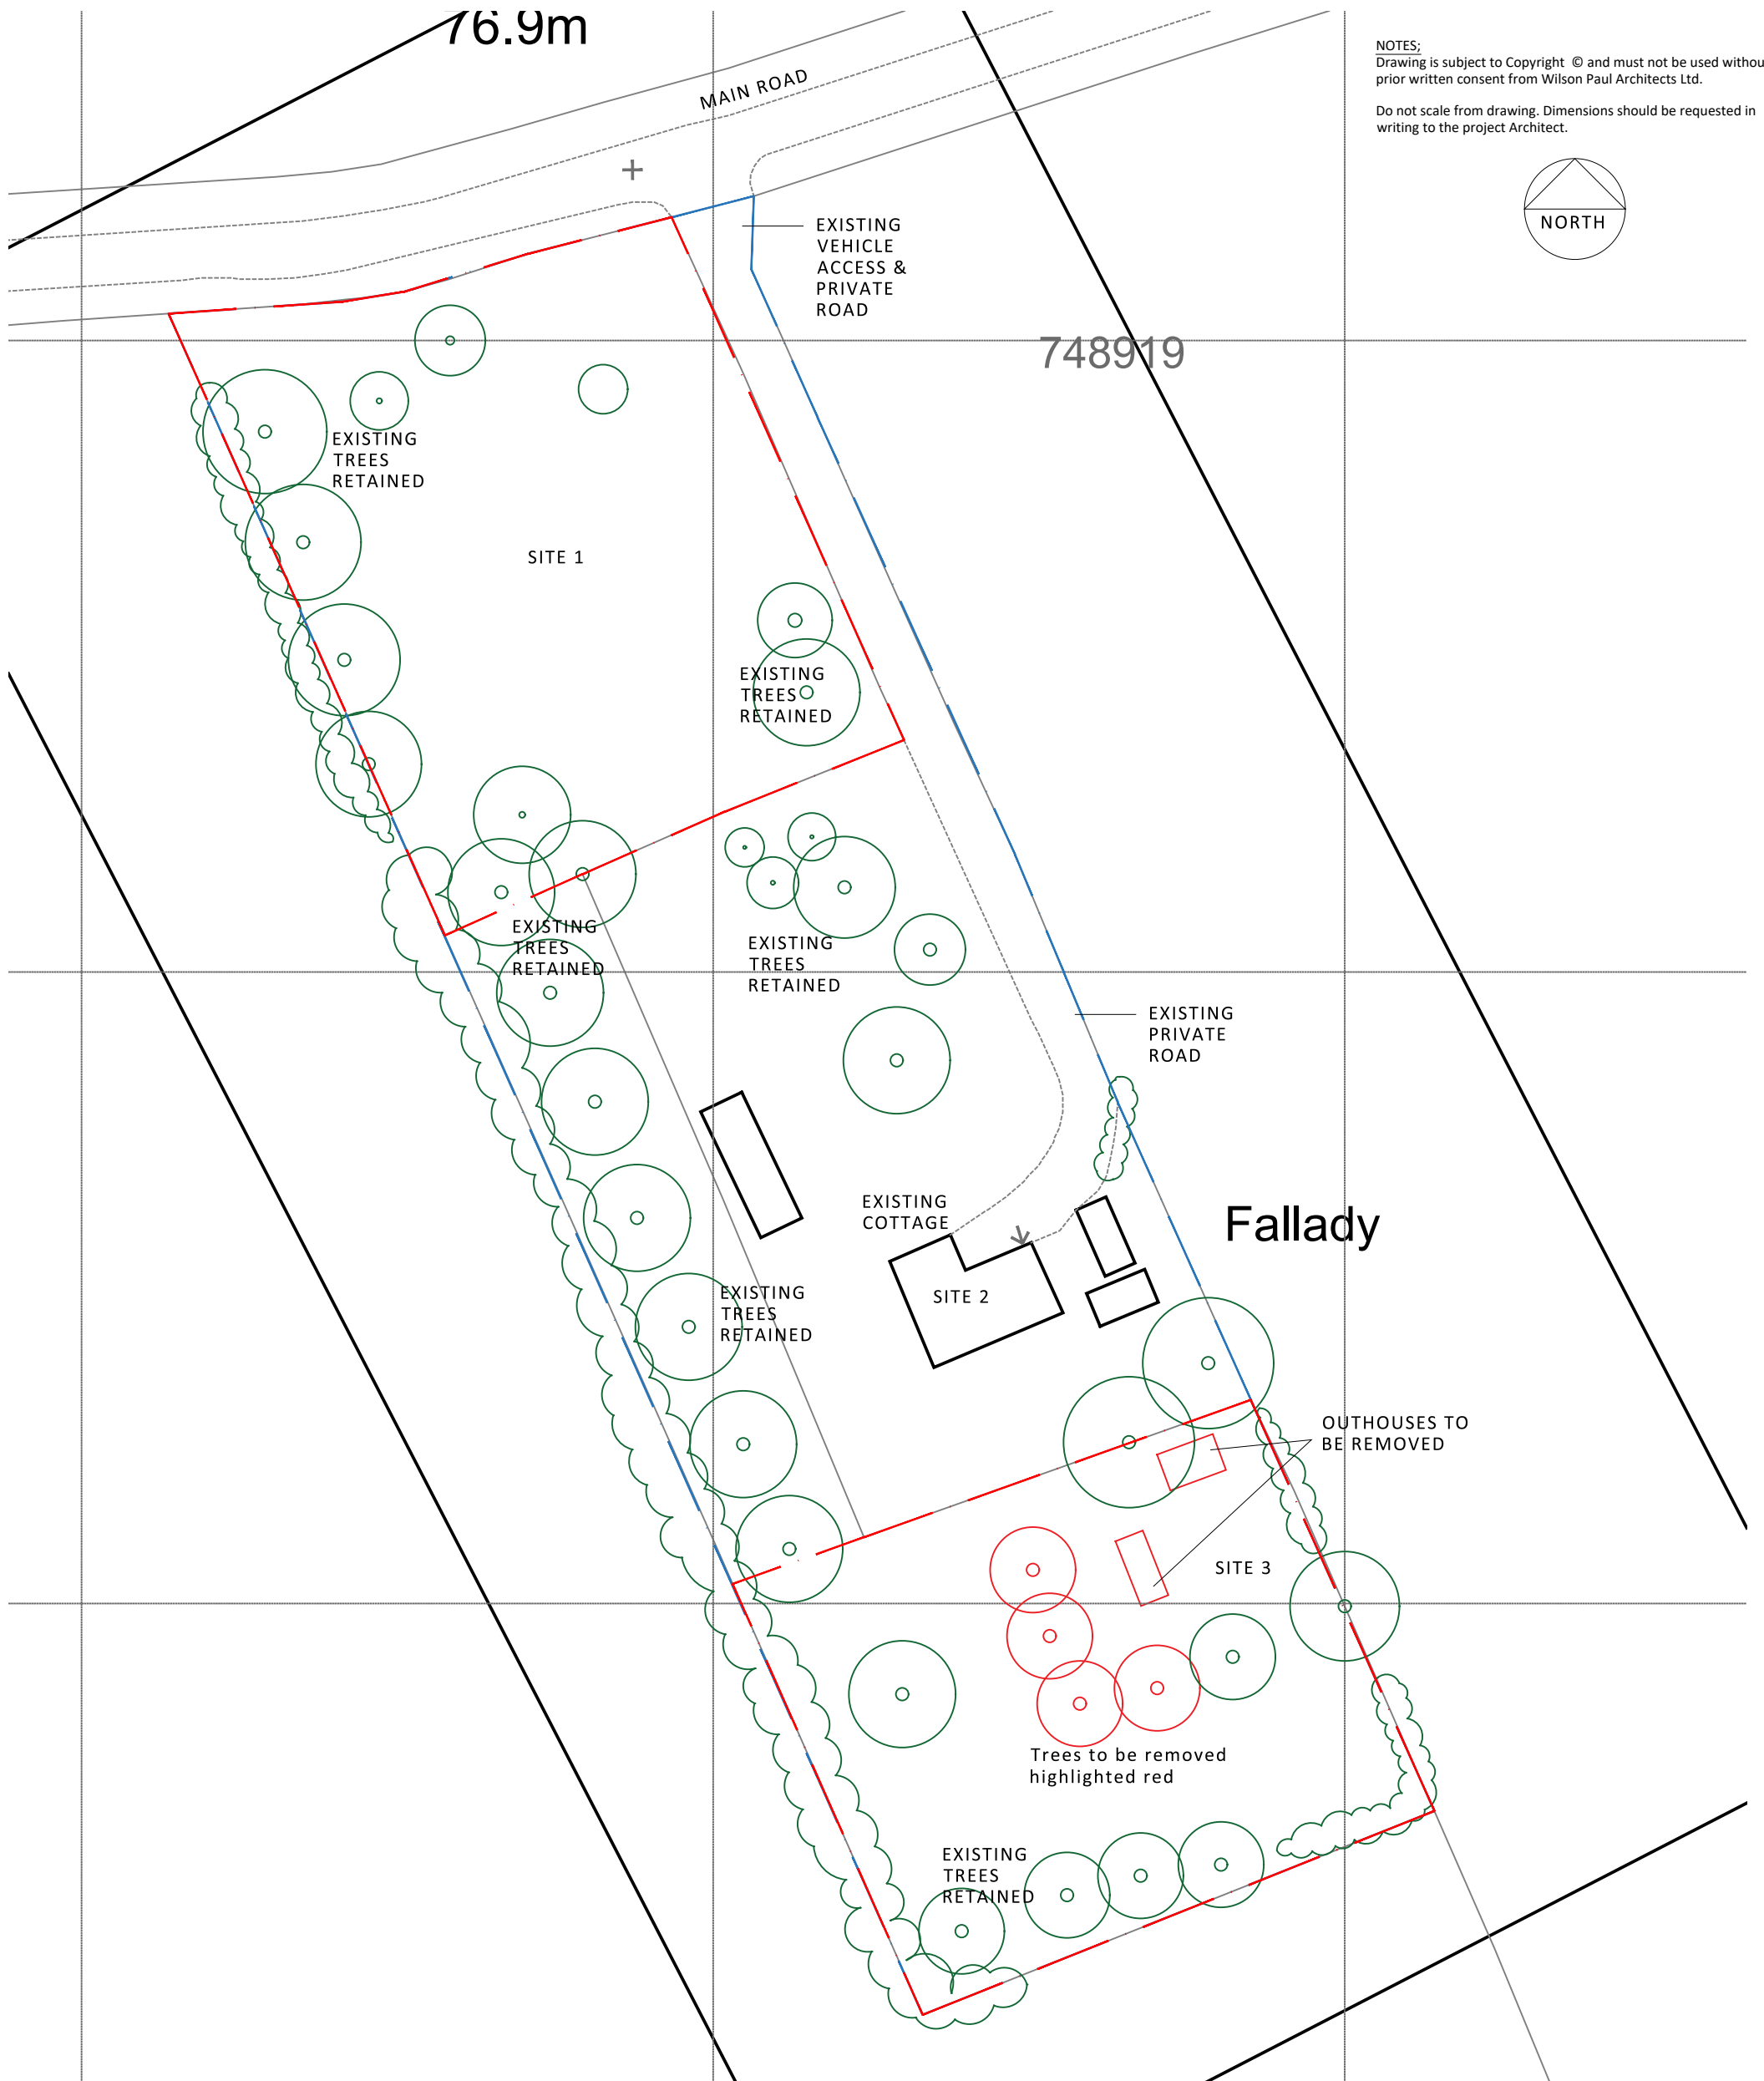 76.9m
NOTES;
Drawing is subject to Copyright © and must not be used withou
prior written consent from Wilson Paul Architects Ltd.
Do not scale from drawing. Dimensions should be requested in
writing to the project Architect.
NORTH
MAIN ROAD
EXISTING
VEHICLE
ACCESS &
PRIVATE
ROAD
748919
EXISTING
TREES
RETAINED
SITE 1
EXISTING
TREES
RETAINED
EXISTING
TREES
RETAINED
EXISTING
TREES
RETAINED
EXISTING
PRIVATE
ROAD
EXISTING
COTTAGE
Fallady
SITE 2
EXISTING
TREES
RETAINED
OUTHOUSES TO
BE REMOVED
SITE 3
Trees to be removed
highlighted red
EXISTING
TREES
RETAINED